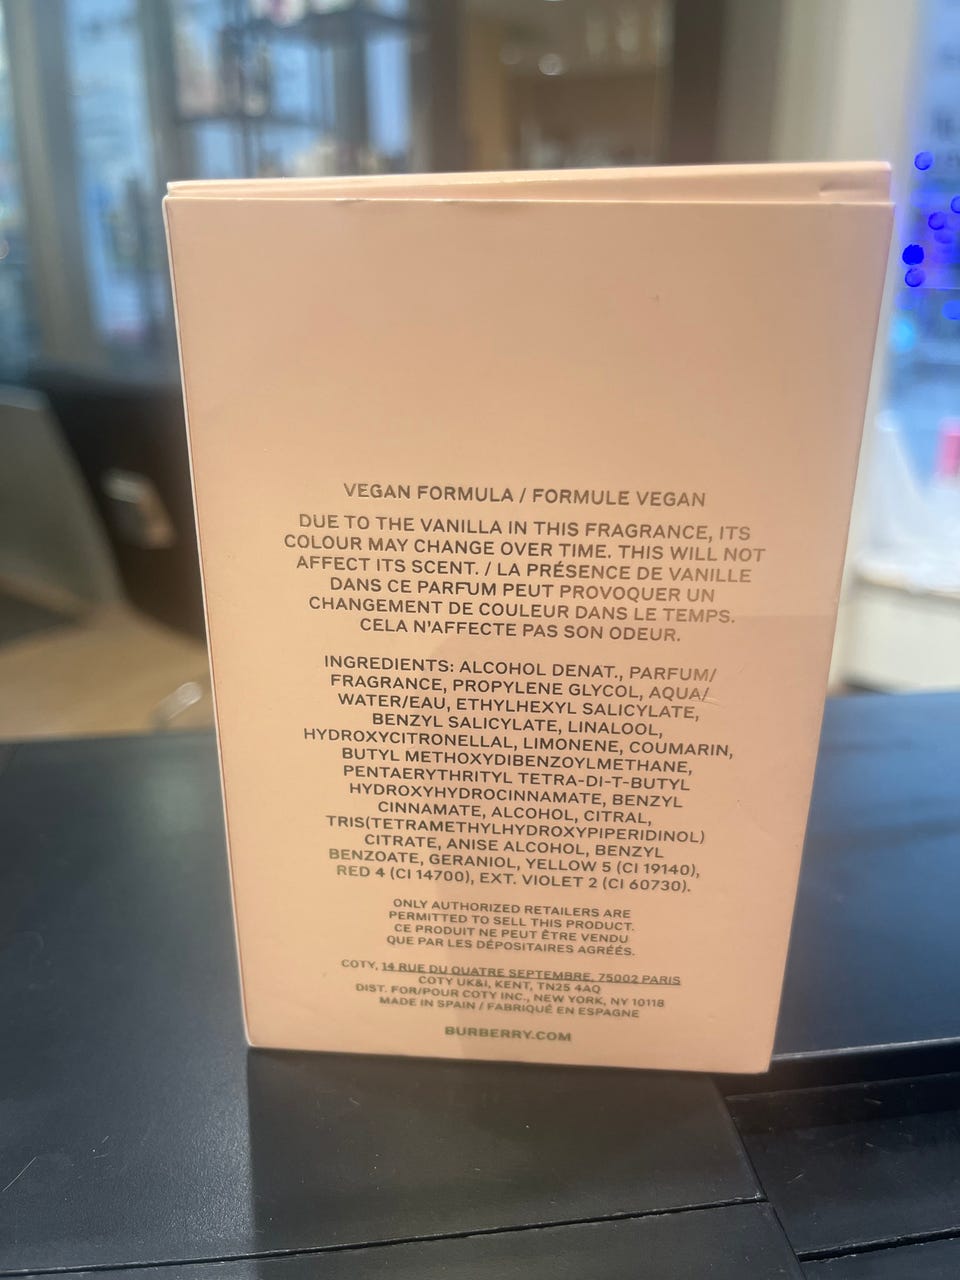 VEGAN FORMULA / FORMULE VEGAN
DUE TO THE VANILLA IN THIS FRAGRANCE, ITS
COLOUR MAY CHANGE OVER TIME. THIS WILL NOT
AFFECT ITS SCENT. / LA PRÉSENCE DE VANILLE
DANS CE PARFUM PEUT PROVOQUER UN
CHANGEMENT DE COULEUR DANS LE TEMPS.
CELA N'AFFECTE PAS SON ODEUR.
INGREDIENTS: ALCOHOL DENAT., PARFUM/
FRAGRANCE, PROPYLENE GLYCOL, AQUA/
WATER/EAU, ETHYLHEXYL SALICYLATE,
BENZYL SALICYLATE, LINALOOL,
HYDROXYCITRONELLAL, LIMONENE, COUMARIN,
BUTYL METHOXYDIBENZOYLMETHANE,
PENTAERYTHRITYL TETRA-DI-T-BUTYL
HYDROXYHYDROCINNAMATE, BENZYL
CINNAMATE, ALCOHOL, CITRAL,
TRIS(TETRAMETHYLHYDROXYPIPERIDINOL)
CITRATE, ANISE ALCOHOL, BENZYL
BENZOATE, GERANIOL, YELLOW 5 (CI 19140),
RED 4 (CI 14700), EXT. VIOLET 2 (CI 60730).
ONLY AUTHORIZED RETAILERS ARE
PERMITTED TO SELL THIS PRODUCT.
CE PRODUIT NE PEUT ÊTRE VENDU
QUE PAR LES DÉPOSITAIRES AGRÉÉS.
COTY, 14 RUE DU QUATRE SEPTEMBRE, 75002 PARIS
COTY UK&I, KENT, TN25 4AQ
DIST. FOR/POUR COTY INC., NEW YORK, NY 10118
MADE IN SPAIN / FABRIQUÉ EN ESPAGNE
BURBERRY.COM